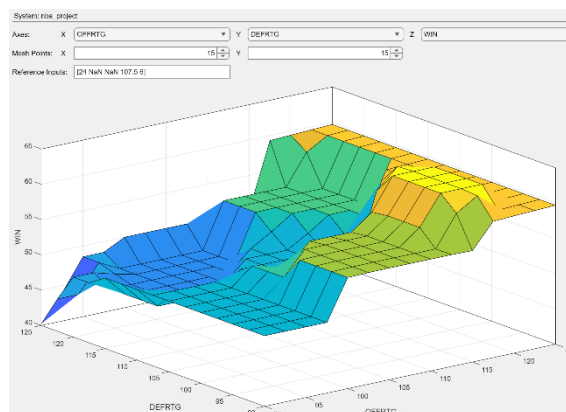 System: nba_project
Axes: X OFFRTG Y DEFRTG Z WIN
Mesh Points: X 15 Y 15
Reference Inputs: [24 NaN NaN 107.5 8]
65
60
55
50
45
40
WIN
125
120
115
110
105
100
95
DEFRTG
95
100
105
110
115
120
OFFRTG